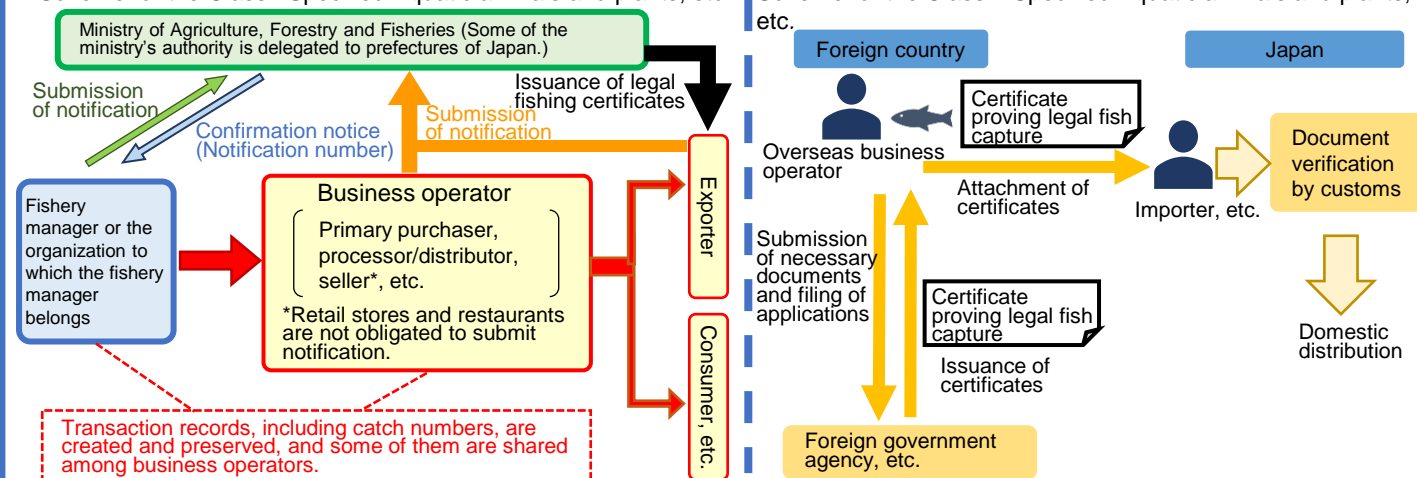 etc.
Ministry of Agriculture, Forestry and Fisheries (Some of the
ministry's authority is delegated to prefectures of Japan.)
Submission
of notification
Confirmation notice
(Notification number)
Submission
of notification
Issuance of legal
fishing certificates
Fishery
manager or the
organization to
which the fishery
manager
belongs
Business operator
Primary purchaser,
processor/distributor,
seller*, etc.
*Retail stores and restaurants
are not obligated to submit
notification.
Exporter
Consumer, etc.
Transaction records, including catch numbers, are
created and preserved, and some of them are shared
among business operators.
Foreign country
Japan
Certificate
proving legal fish
capture
Overseas business
operator
Attachment of
certificates
Importer, etc.
Document
verification
by customs
Submission
of necessary
documents
and filing of
applications
Certificate
proving legal fish
capture
Issuance of
certificates
Domestic
distribution
Foreign government
agency, etc.